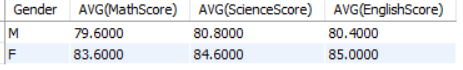 Gender AVG(MathScore) AVG(ScienceScore) AVG(EnglishScore)
M 79.6000 80.8000 80.4000
F 83.6000 84.6000 85.0000